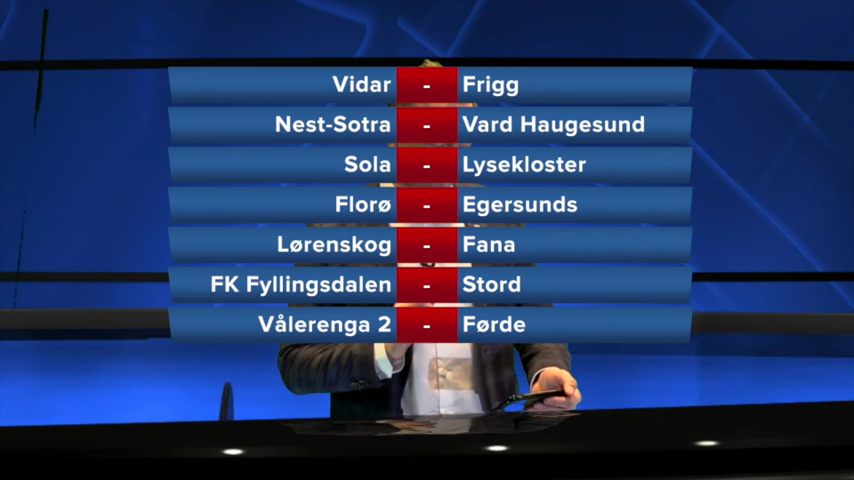 Vidar - Frigg
Nest-Sotra - Vard Haugesund
Sola - Lysekloster
Florø - Egersunds
Lørenskog - Fana
FK Fyllingsdalen - Stord
Vålerenga 2 - Førde